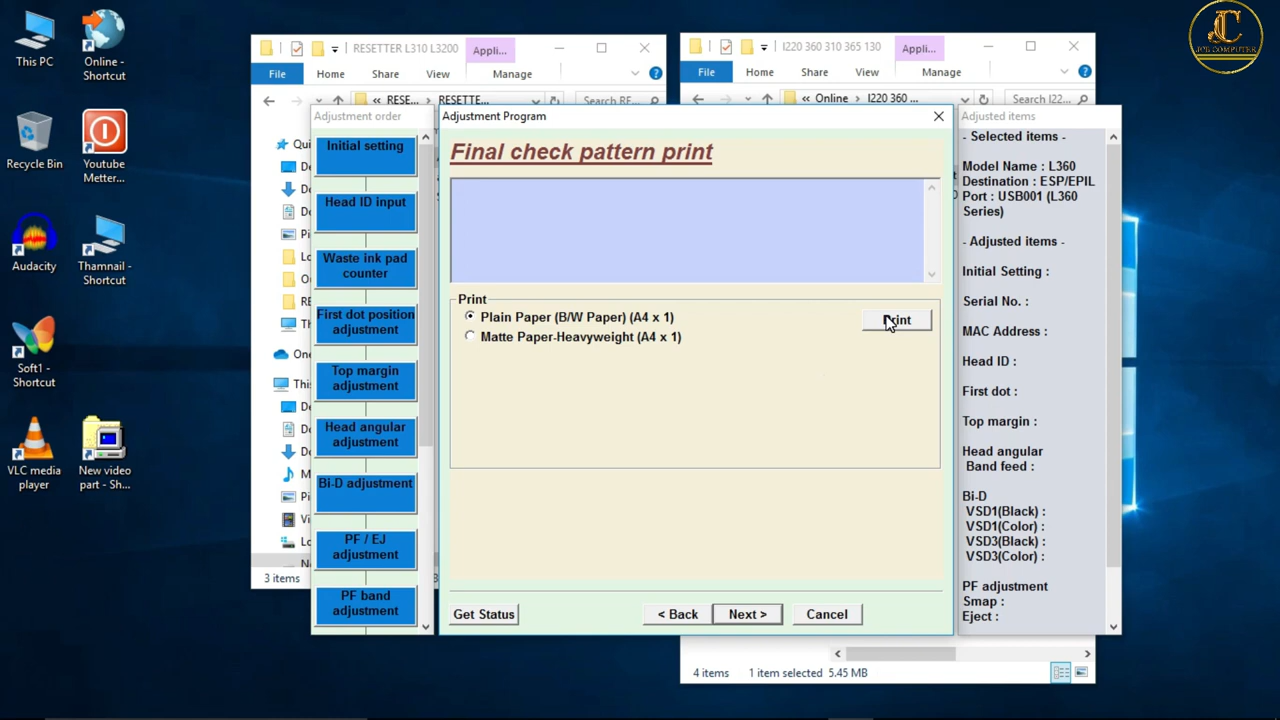 This PC
Online - 
Shortcut
Recycle Bin
Youtube
Metter...
Audacity
Thamnail -
Shortcut
Soft1 -
Shortcut
VLC media
player
New video
part - Sh...
RESETTER L310 L3200
Appli...
File
Home
Share
View
Manage
« RESE...
RESETTE...
Search RE...
3 items
I220 360 310 365 130
Appli...
File
Home
Share
View
Manage
« Online
I220 360 ...
Search I22...
4 items
1 item selected 5.45 MB
Adjustment order
Initial setting
Head ID input
Waste ink pad
counter
First dot position
adjustment
Top margin
adjustment
Head angular
adjustment
Bi-D adjustment
PF / EJ
adjustment
PF band
adjustment
Adjustment Program
Final check pattern print
Print
Plain Paper (B/W Paper) (A4 x 1)
Matte Paper-Heavyweight (A4 x 1)
Print
Get Status
< Back
Next >
Cancel
Adjusted items
- Selected items -
Model Name : L360
Destination : ESP/EPIL
Port : USB001 (L360
Series)
- Adjusted items -
Initial Setting :
Serial No. :
MAC Address :
Head ID :
First dot :
Top margin :
Head angular
Band feed :
Bi-D
VSD1(Black) :
VSD1(Color) :
VSD3(Black) :
VSD3(Color) :
PF adjustment
Smap :
Eject :